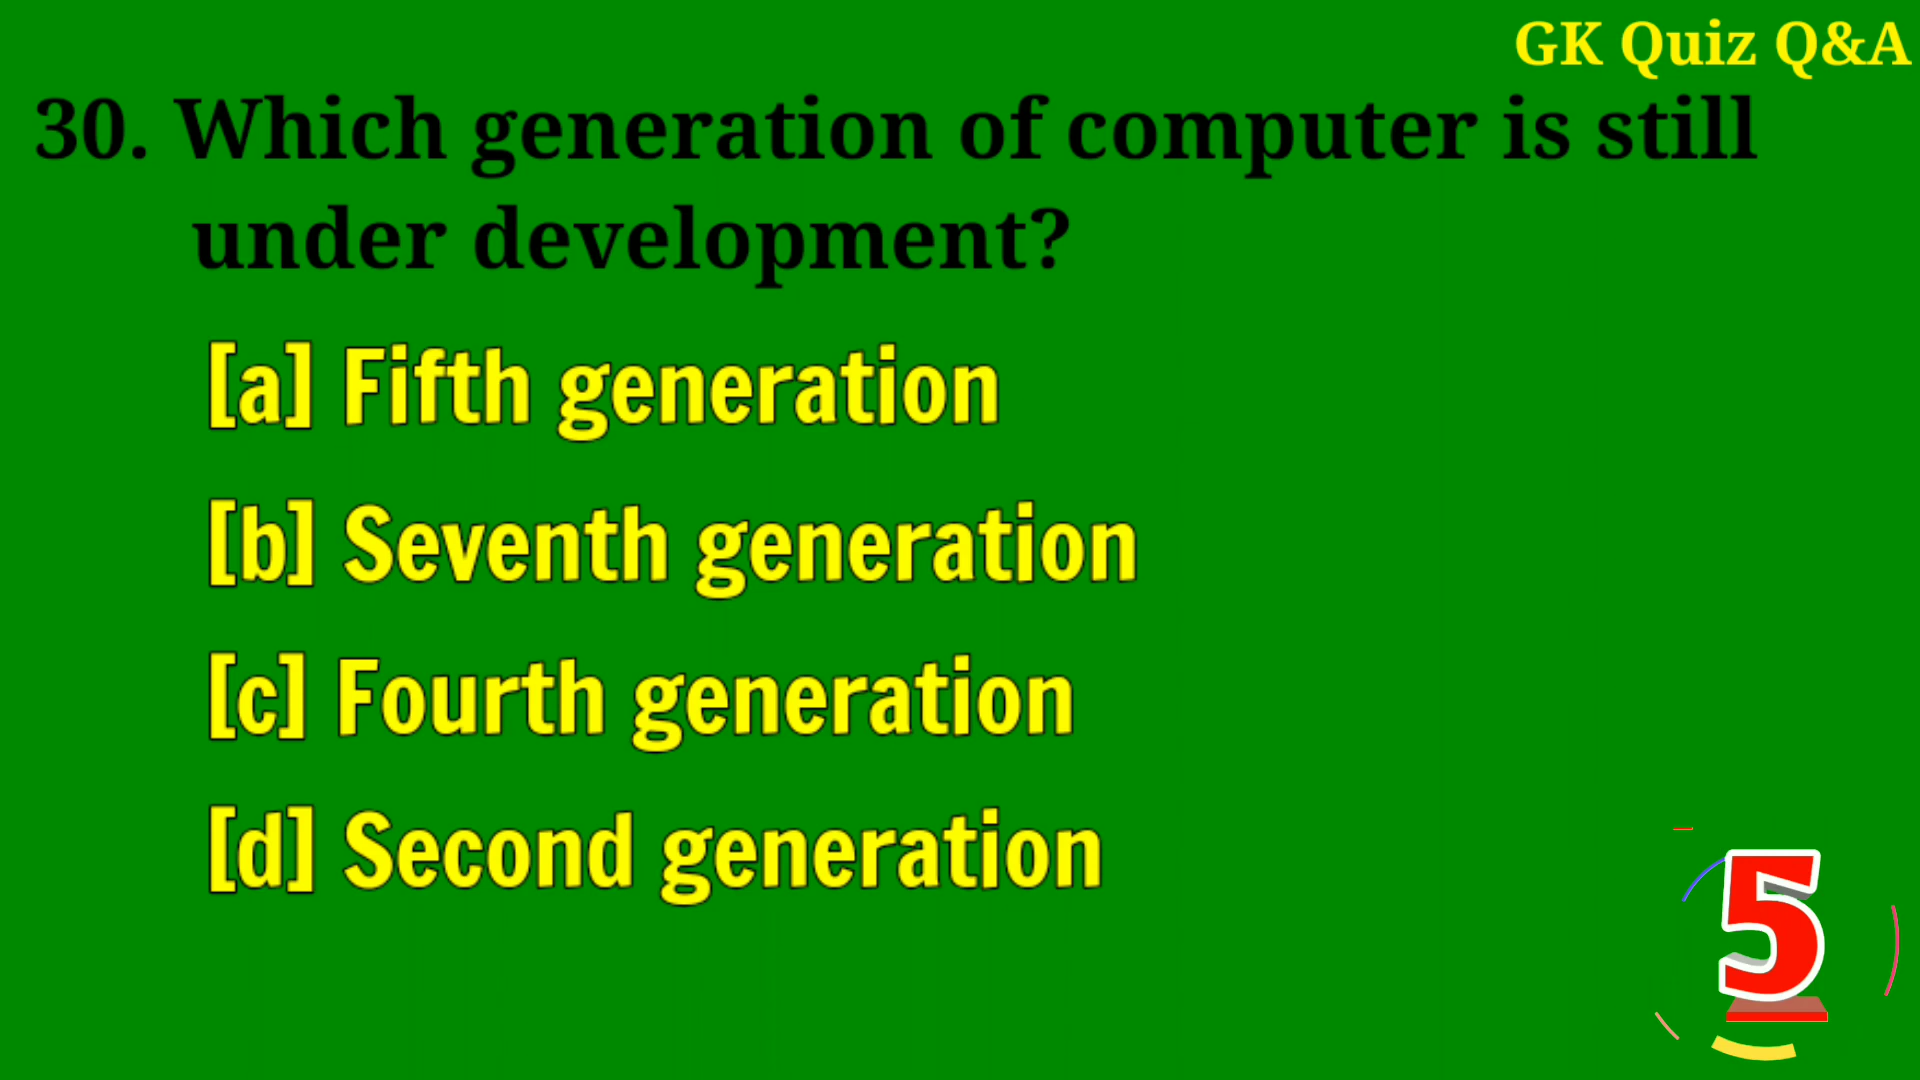 GK Quiz Q&A
30. Which generation of computer is still
under development?
[a] Fifth generation
[b] Seventh generation
[c] Fourth generation
[d] Second generation
5